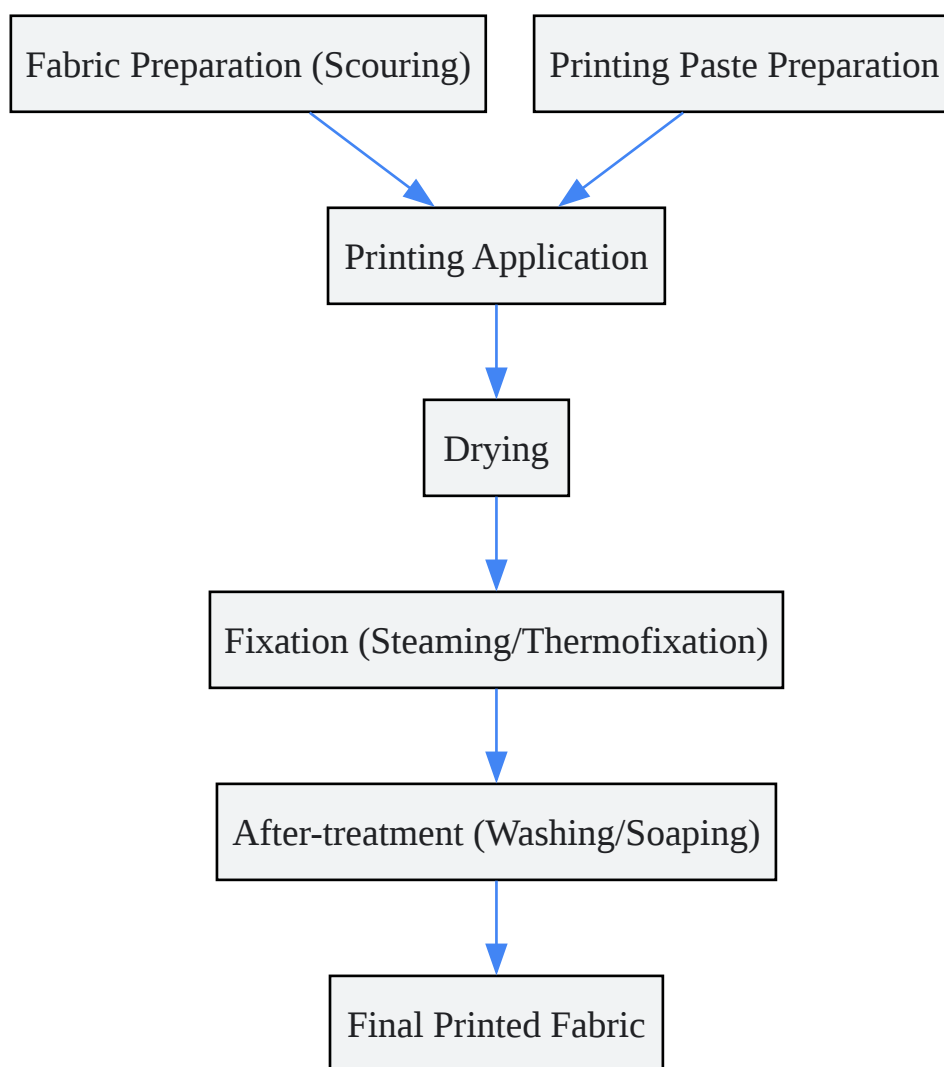 Fabric Preparation (Scouring)
Printing Paste Preparation
Printing Application
Drying
Fixation (Steaming/Thermofixation)
After-treatment (Washing/Soaping)
Final Printed Fabric